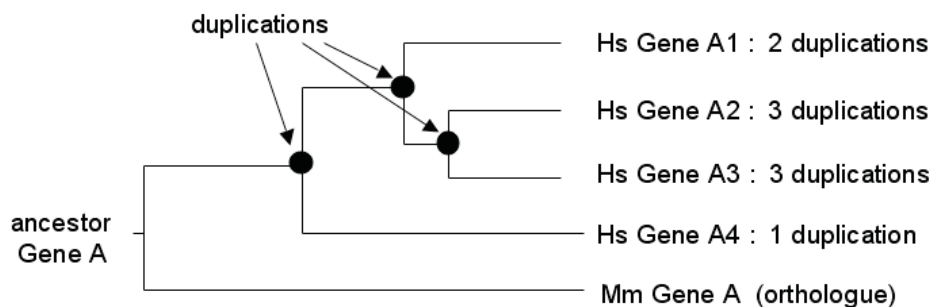 duplications
Hs Gene A1 : 2 duplications
Hs Gene A2 : 3 duplications
Hs Gene A3 : 3 duplications
ancestor
Gene A
Hs Gene A4 : 1 duplication
Mm Gene A (orthologue)